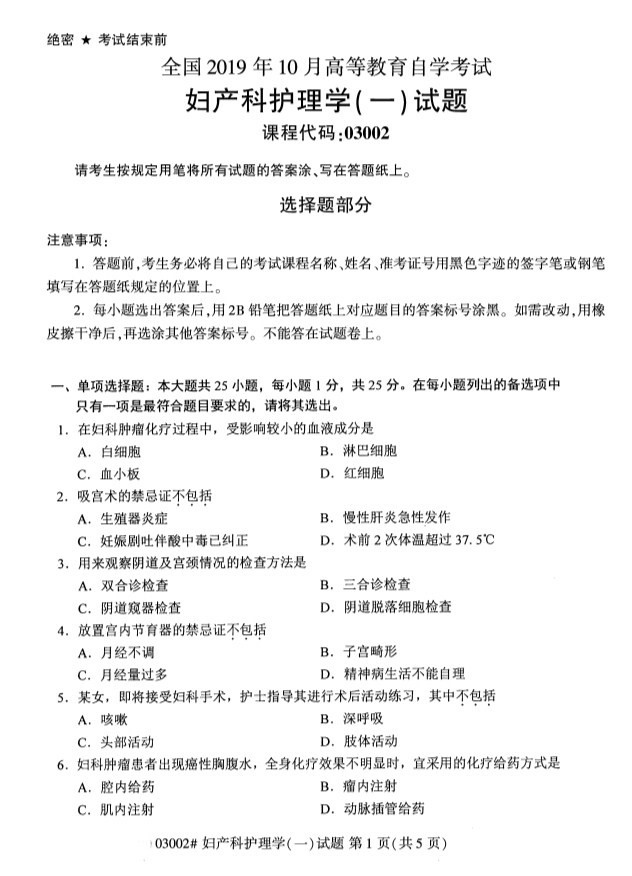 绝密 ★ 考试结束前
全国 2019 年 10 月高等教育自学考试
妇产科护理学(一)试题
课程代码:03002
请考生按规定用笔将所有试题的答案涂、写在答题纸上。
选择题部分
注意事项:
1. 答题前,考生务必将自己的考试课程名称、姓名、准考证号用黑色字迹的签字笔或钢笔
填写在答题纸规定的位置上。
2. 每小题选出答案后,用 2B 铅笔把答题纸上对应题目的答案标号涂黑。如需改动,用橡
皮擦干净后,再选涂其他答案标号。不能答在试题卷上。
一、单项选择题:本大题共 25 小题,每小题 1 分,共 25 分。在每小题列出的备选项中
只有一项是最符合题目要求的,请将其选出。
1. 在妇科肿瘤化疗过程中,受影响较小的血液成分是
A. 白细胞 B. 淋巴细胞
C. 血小板 D. 红细胞
2. 吸宫术的禁忌证不包括
A. 生殖器炎症 B. 慢性肝炎急性发作
C. 妊娠剧吐伴酸中毒已纠正 D. 术前 2 次体温超过 37.5℃
3. 用来观察阴道及宫颈情况的检查方法是
A. 双合诊检查 B. 三合诊检查
C. 阴道窥器检查 D. 阴道脱落细胞检查
4. 放置宫内节育器的禁忌证不包括
A. 月经不调 B. 子宫畸形
C. 月经量过多 D. 精神病生活不能自理
5. 某女,即将接受妇科手术,护士指导其进行术后活动练习,其中不包括
A. 咳嗽 B. 深呼吸
C. 头部活动 D. 肢体活动
6. 妇科肿瘤患者出现癌性胸腹水,全身化疗效果不明显时,宜采用的化疗给药方式是
A. 腔内给药 B. 瘤内注射
C. 肌内注射 D. 动脉插管给药
03002# 妇产科护理学(一)试题 第 1 页(共 5 页)